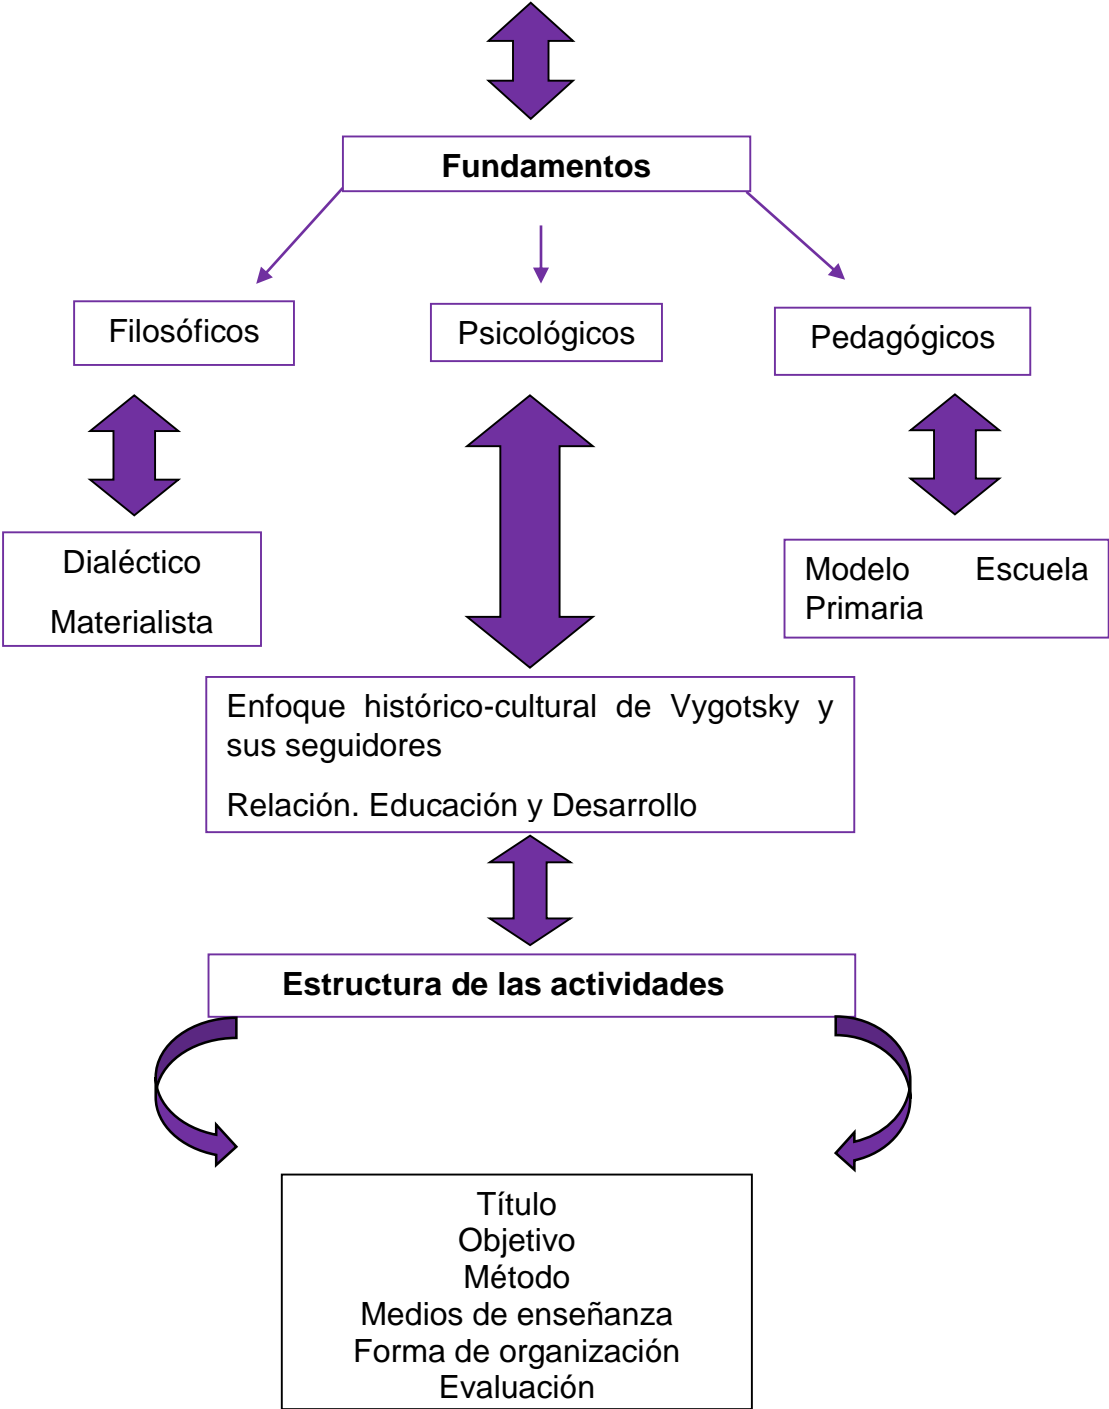 Fundamentos
Filosóficos
Psicológicos
Pedagógicos
Dialéctico
Materialista
Modelo Escuela
Primaria
Enfoque histórico-cultural de Vygotsky y
sus seguidores
Relación. Educación y Desarrollo
Estructura de las actividades
Título
Objetivo
Método
Medios de enseñanza
Forma de organización
Evaluación